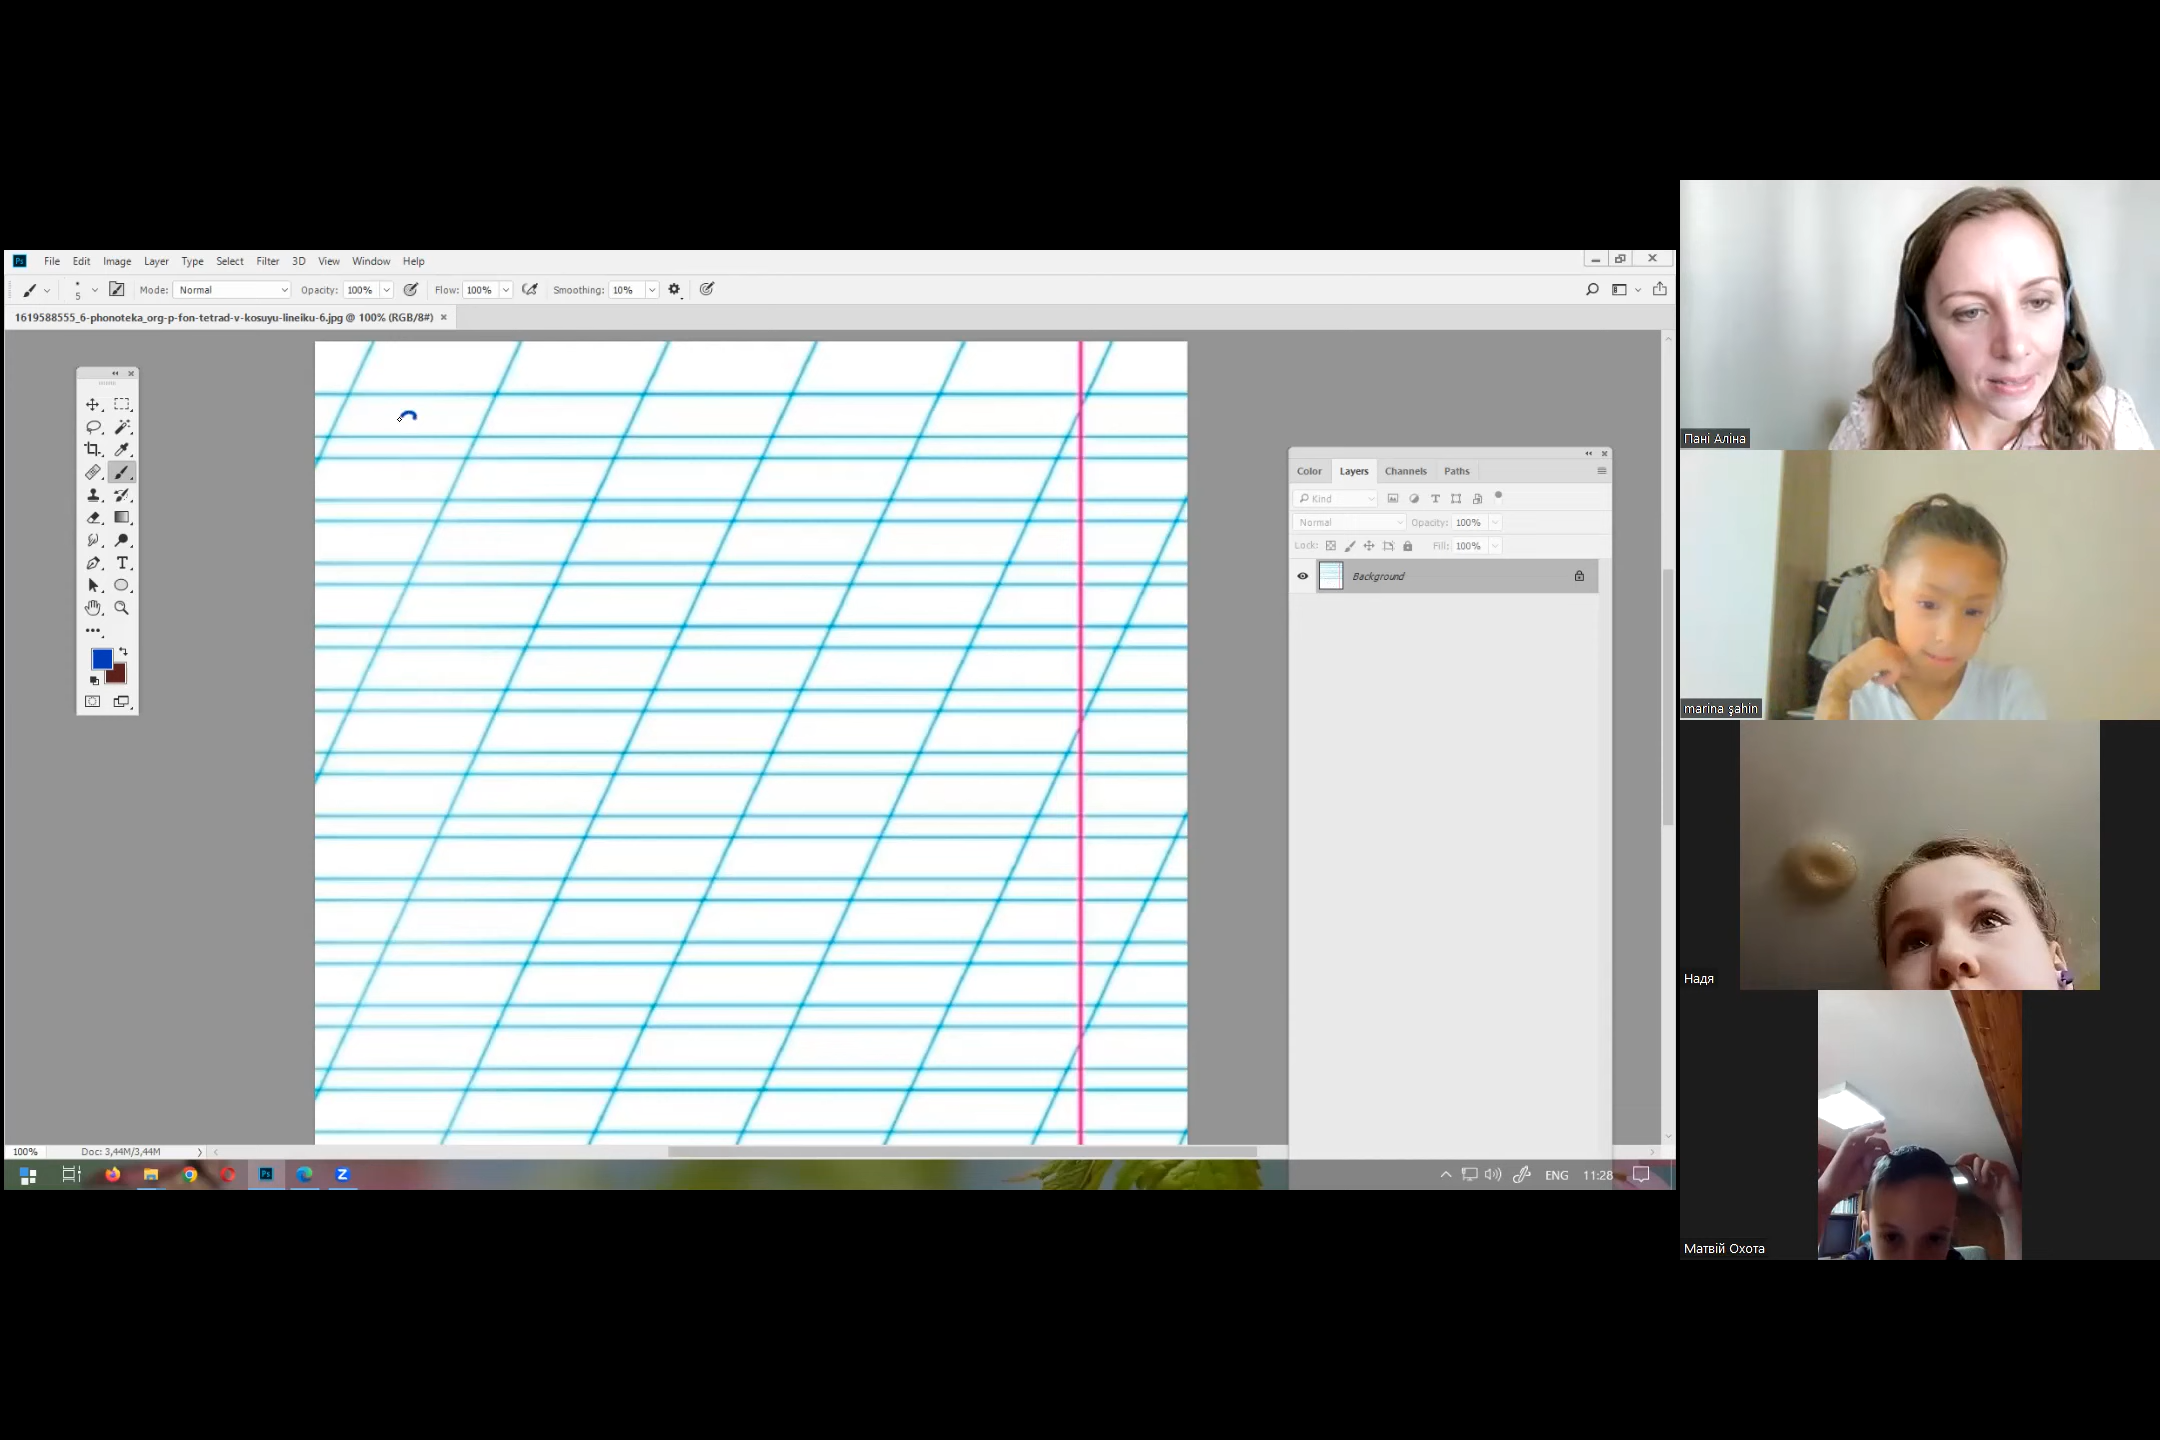 Ps File Edit Image Layer Type Select Filter 3D View Window Help
5 Mode: Normal Opacity: 100% Flow: 100% Smoothing: 10%
1619588555_6-phonoteka_org-p-fon-tetrad-v-kosuyu-lineiku-6.jpg @ 100% (RGB/8#) ×
Color Layers Channels Paths
Kind
Normal Opacity: 100%
Lock: Fill: 100%
Background
100% Doc: 3,44M/3,44M
Ps Z ENG 11:28
Пані Аліна
marina şahin
Надя
Матвій Охота